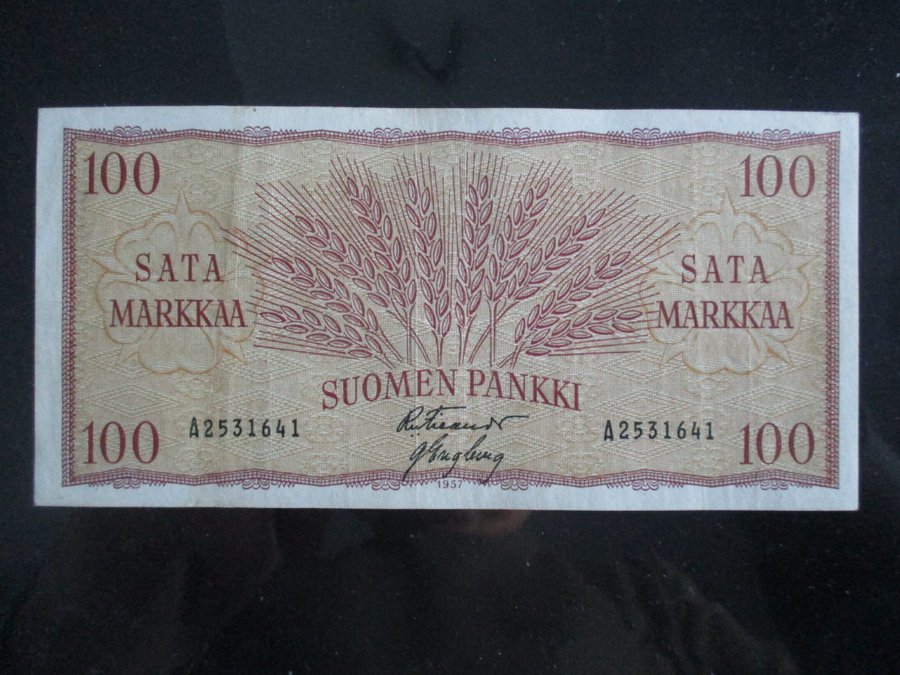 100 100
SATA SATA
MARKKAA MARKKAA
SUOMEN PANKKI
100 A2531641 A2531641 100
1957